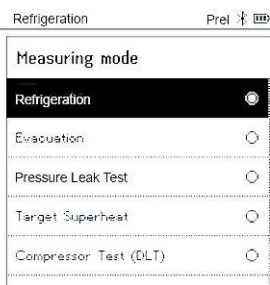 Refrigeration Prel
Measuring mode
Refrigeration
Evacuation
Pressure Leak Test
Target Superheat
Compressor Test (DLT)